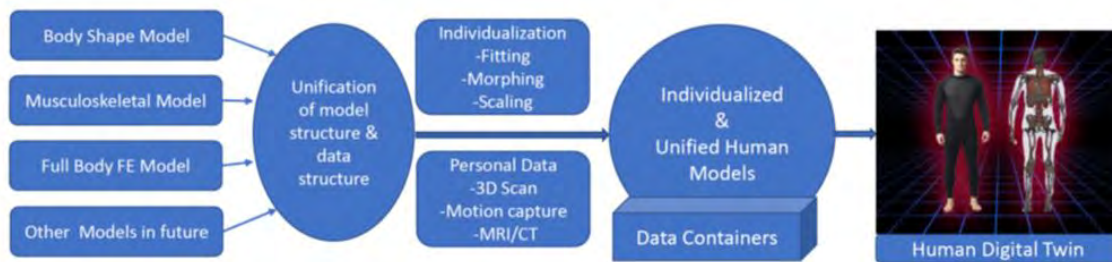 Body Shape Model
Musculoskeletal Model
Full Body FE Model
Other Models in future
Unification
of model
structure &
data
structure
Individualization
-Fitting
-Morphing
-Scaling
Personal Data
-3D Scan
-Motion capture
-MRI/CT
Individualized
&
Unified Human
Models
Data Containers
Human Digital Twin